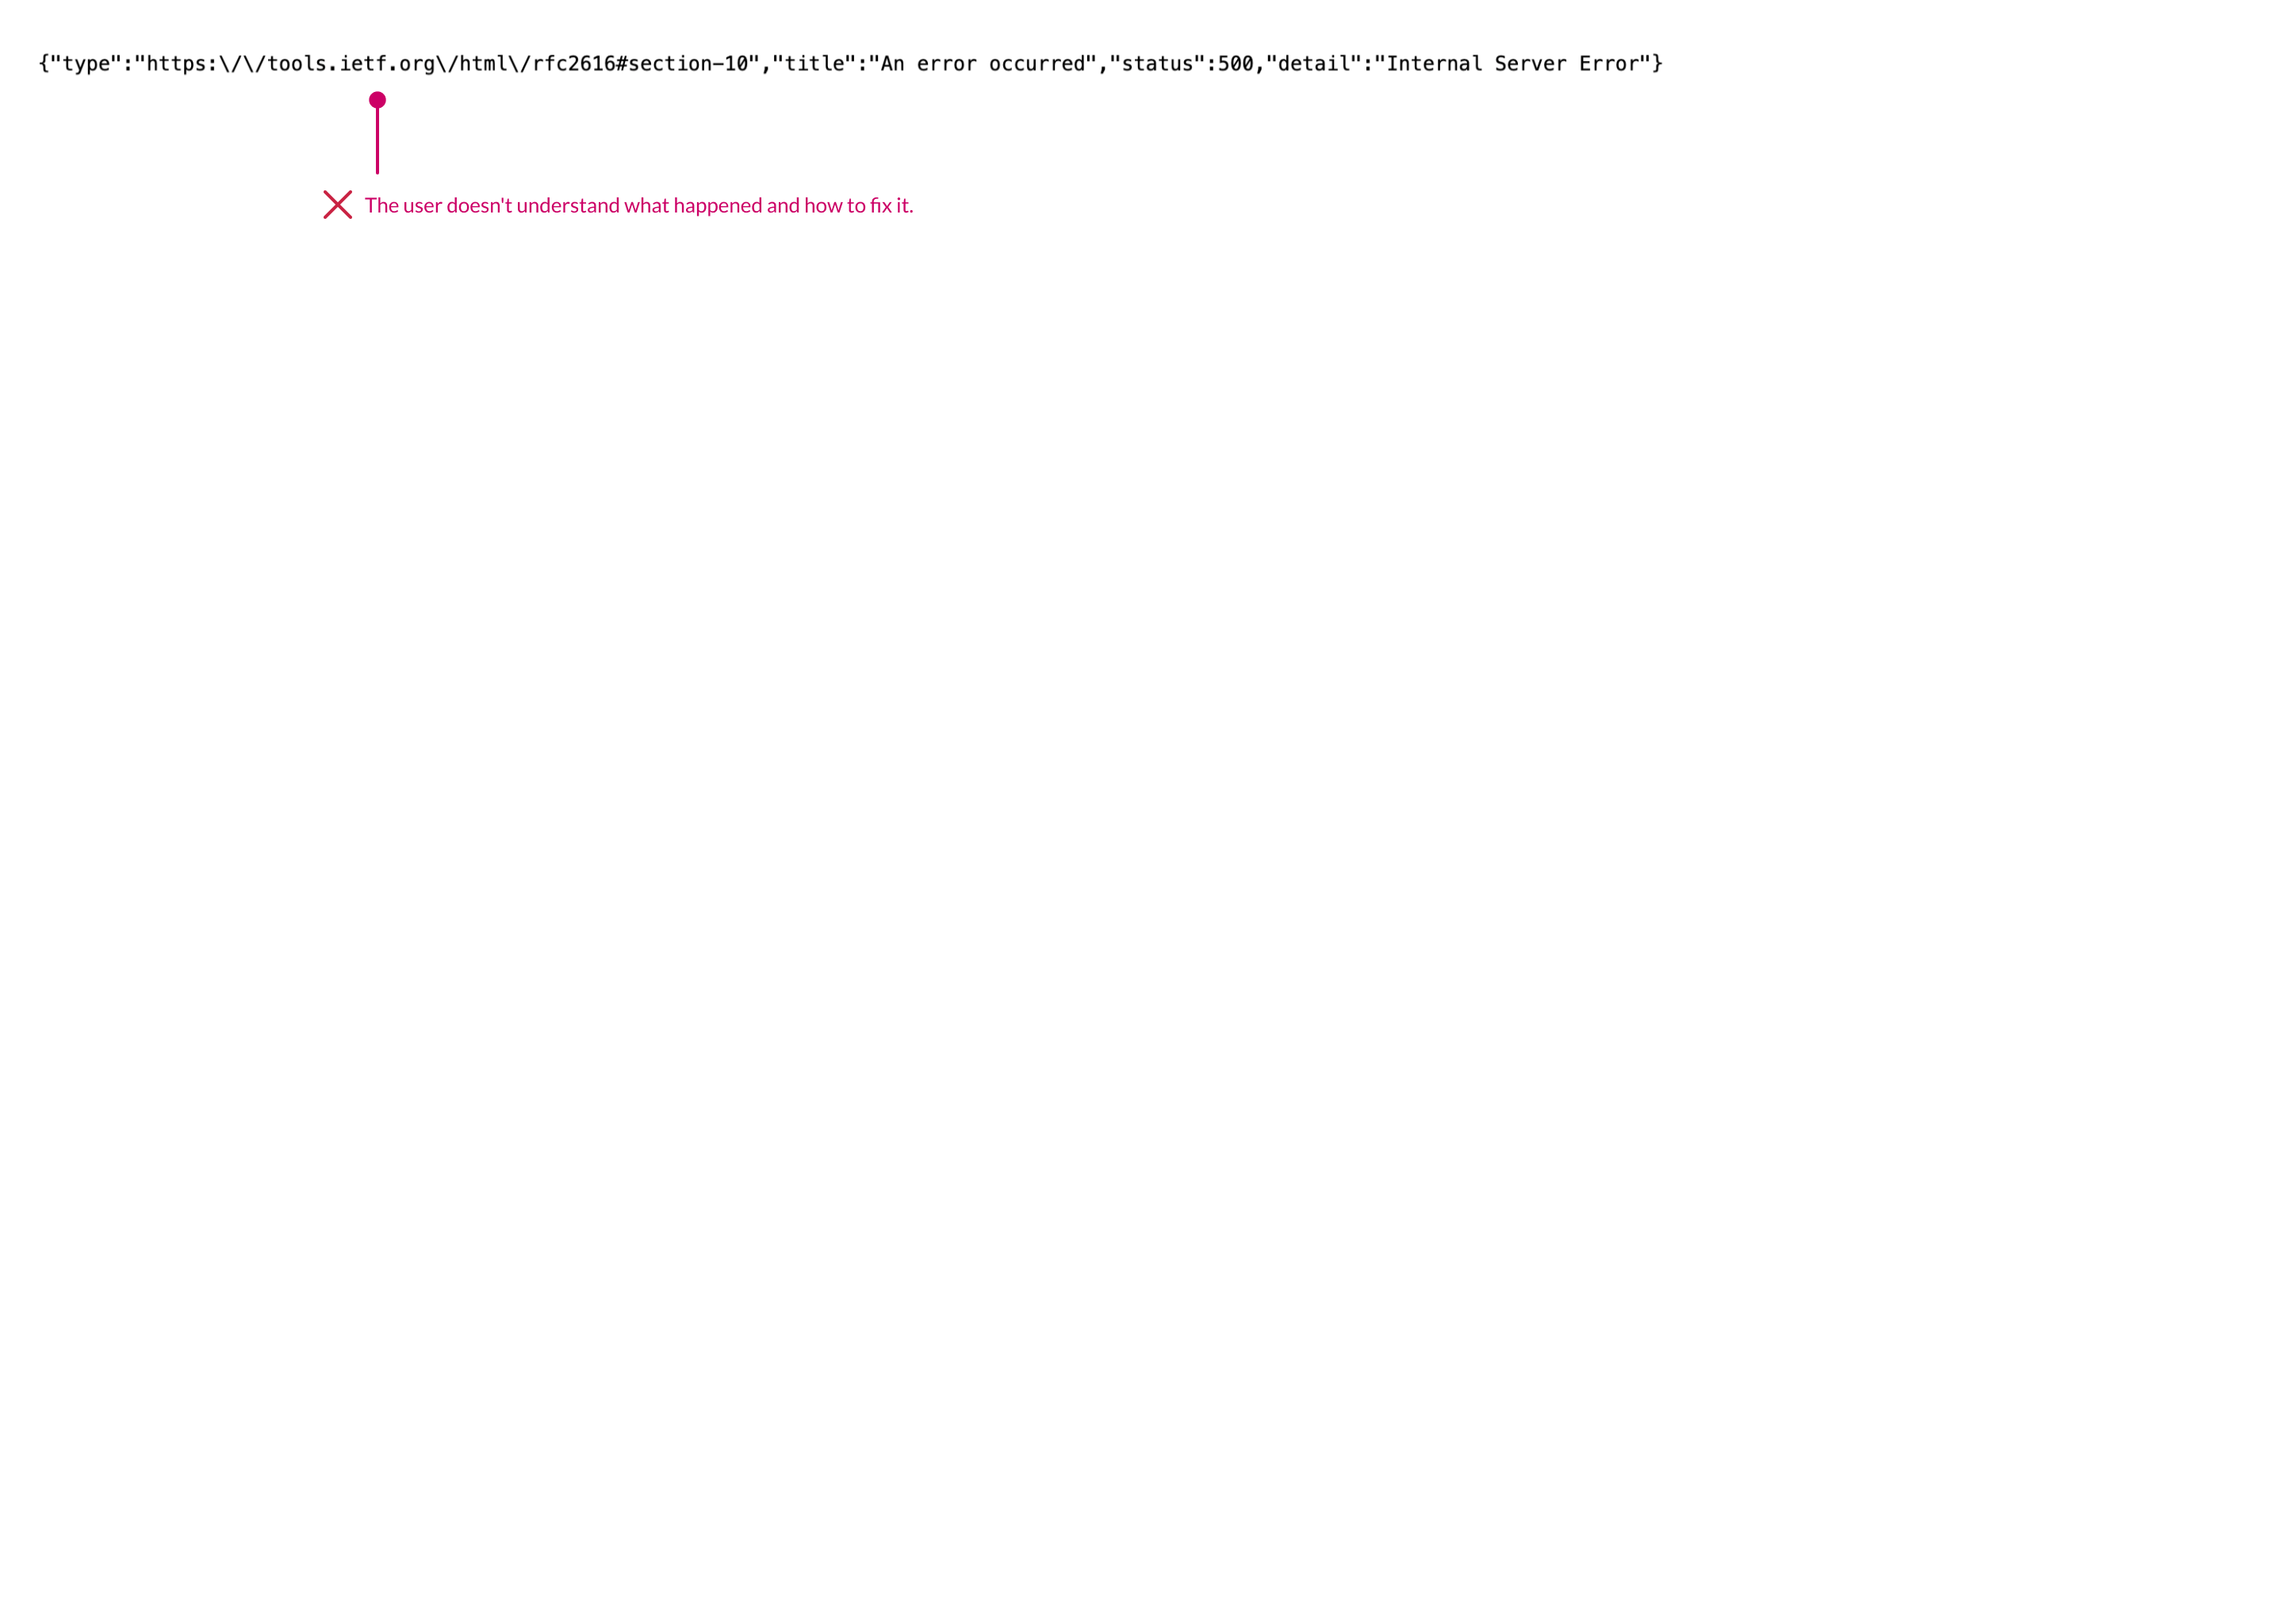 {"type":"https:\/\/tools.ietf.org\/html\/rfc2616#section-10","title":"An error occurred","status":500,"detail":"Internal Server Error"}
The user doesn't understand what happened and how to fix it.